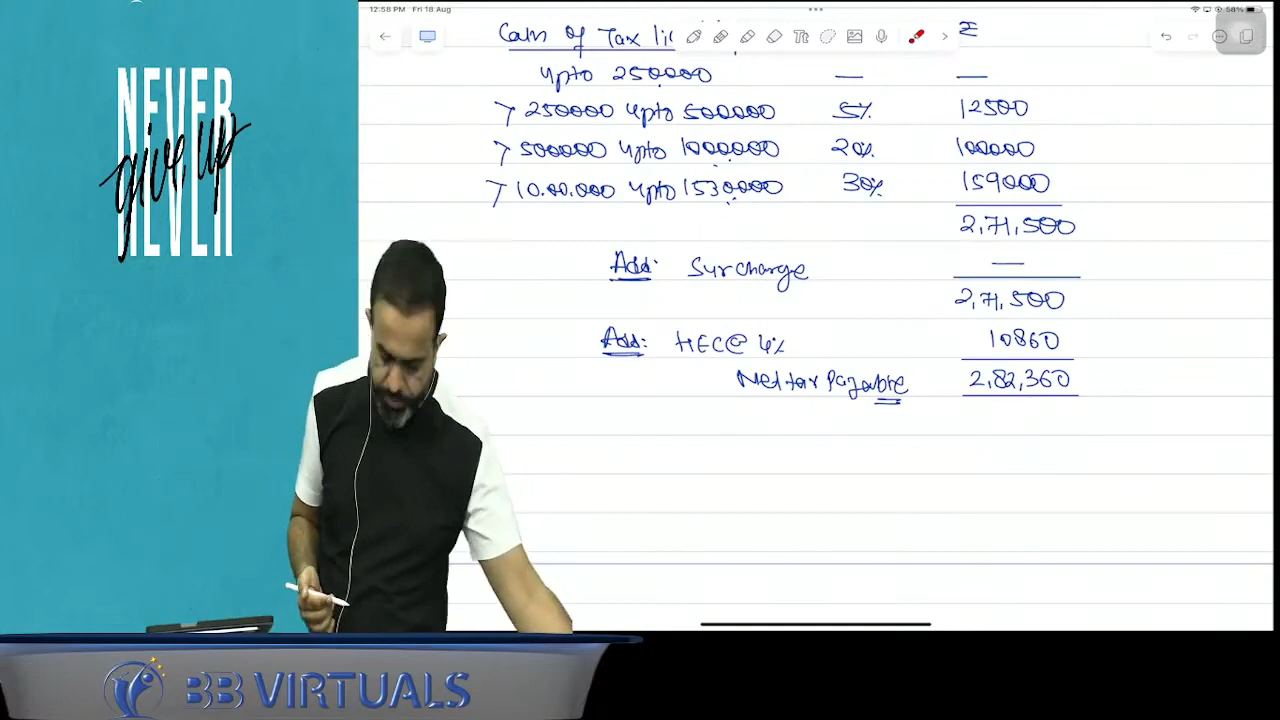 12:58 PM Fri 18 Aug
58%
Caln of Tax li
₹
NEVER
give up
NEVER
upto 250000 — —
> 250000 upto 500000 5% 12500
> 500000 upto 1000000 20% 100000
> 10,00,000 upto 1530000 30% 159000
2,71,500
Add: Surcharge —
2,71,500
Add: HEC@ 4% 10860
Net tax Payable 2,82,360
BB VIRTUALS